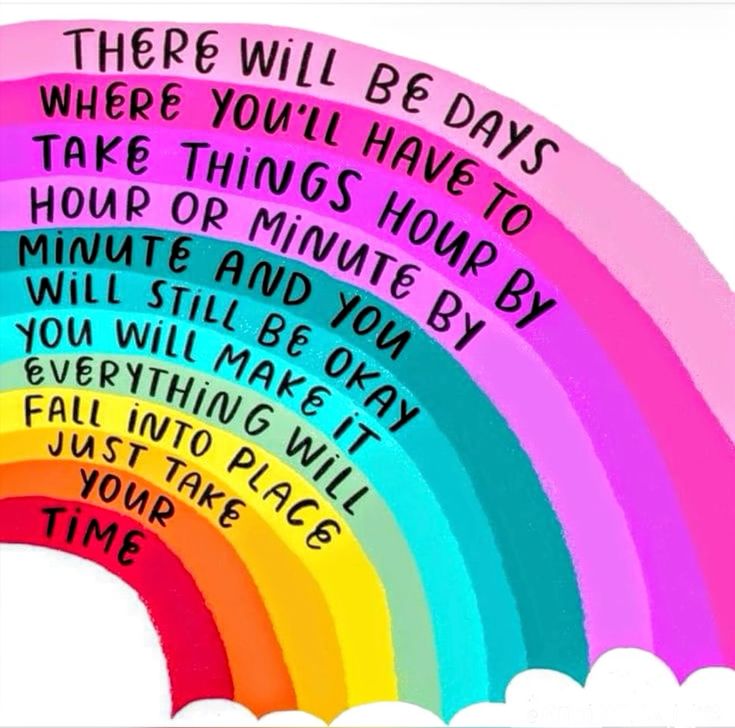 THERE WiLL BE DAYS
WHERE YOU'LL HAVE TO
TAKE THiNGS HOUR BY
HOUR OR MiNUTE BY
MiNUTE AND YOU
WiLL STiLL BE OKAY
YOU WiLL MAKE iT
EVERYTHiNG WiLL
FALL iNTO PLACE
JUST TAKE
YOUR
TiME